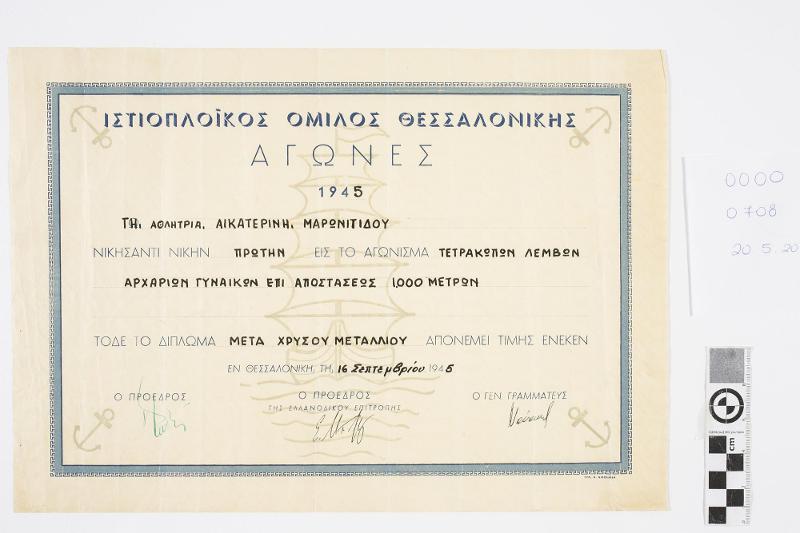 ΙΣΤΙΟΠΛΟΪΚΟΣ ΟΜΙΛΟΣ ΘΕΣΣΑΛΟΝΙΚΗΣ
ΑΓΩΝΕΣ
1945
ΤΗι ΑΘΛΗΤΡΙΑ. ΑΙΚΑΤΕΡΙΝΗ. ΜΑΡΩΝΙΤΙΔΟΥ
ΝΙΚΗΣΑΝΤΙ ΝΙΚΗΝ ΠΡΩΤΗΝ ΕΙΣ ΤΟ ΑΓΩΝΙΣΜΑ ΤΕΤΡΑΚΩΠΩΝ ΛΕΜΒΩΝ
ΑΡΧΑΡΙΩΝ ΓΥΝΑΙΚΩΝ ΕΠΙ ΑΠΟΣΤΑΣΕΩΣ 1,000 ΜΕΤΡΩΝ
ΤΟΔΕ ΤΟ ΔΙΠΛΩΜΑ ΜΕΤΑ ΧΡΥΣΟΥ ΜΕΤΑΛΛΙΟΥ ΑΠΟΝΕΜΕΙ ΤΙΜΗΣ ΕΝΕΚΕΝ
ΕΝ ΘΕΣΣΑΛΟΝΙΚΗ, ΤΗ, 16 Σεπτεμβρίου 1945
Ο ΠΡΟΕΔΡΟΣ
Ο ΠΡΟΕΔΡΟΣ
ΤΗΣ ΕΛΛΑΝΟΔΙΚΟΥ ΕΠΙΤΡΟΠΗΣ
Ο ΓΕΝ ΓΡΑΜΜΑΤΕΥΣ
0000
0708
20 5.20
cm